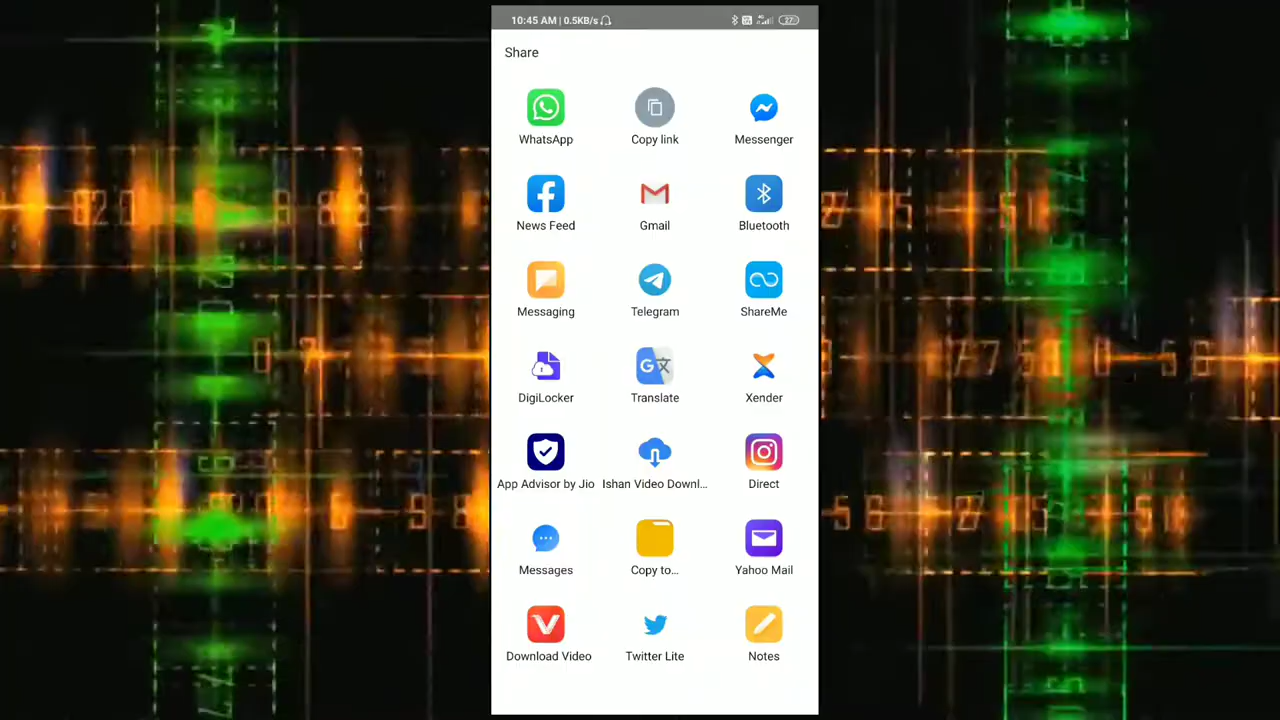 10:45 AM | 0.5KB/s
27
Share
WhatsApp
Copy link
Messenger
News Feed
Gmail
Bluetooth
Messaging
Telegram
ShareMe
DigiLocker
Translate
Xender
App Advisor by Jio
Ishan Video Downl...
Direct
Messages
Copy to...
Yahoo Mail
Download Video
Twitter Lite
Notes